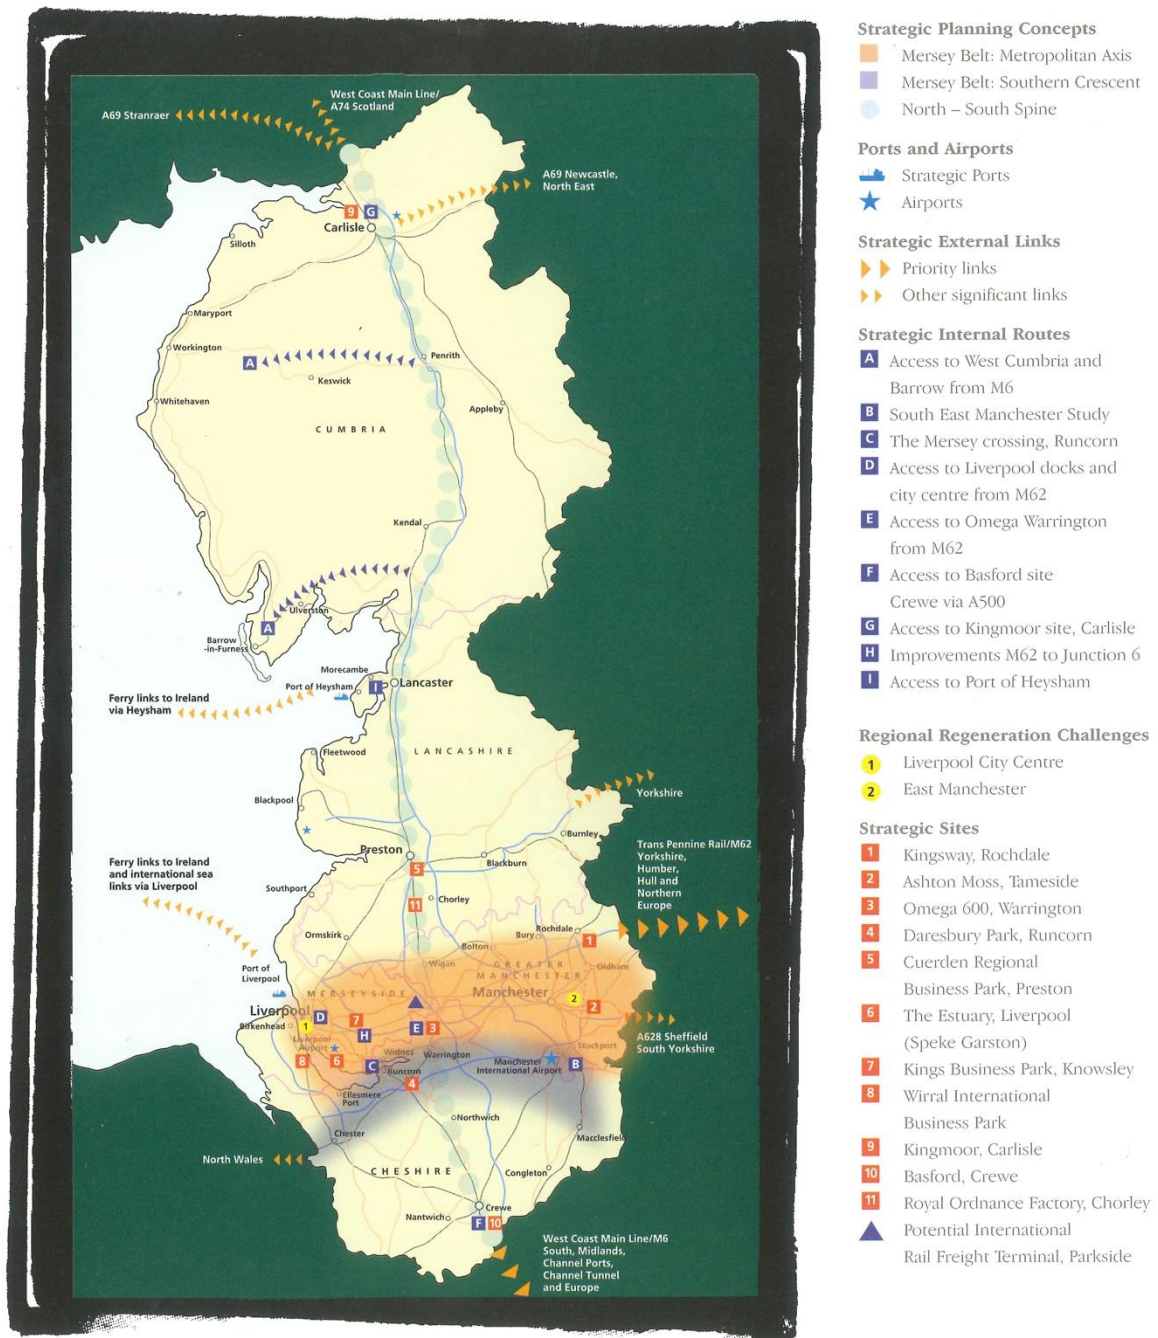 West Coast Main Line/
A74 Scotland
A69 Stranraer
A69 Newcastle,
North East
9
G
Carlisle
Silloth
Maryport
Workington
A
Penrith
Keswick
Whitehaven
Appleby
CUMBRIA
Kendal
Ulverston
A
Barrow
-in-Furness
Morecambe
Port of Heysham
I
Lancaster
Ferry links to Ireland
via Heysham
LANCASHIRE
Fleetwood
Yorkshire
Blackpool
Burnley
Preston
Blackburn
5
Trans Pennine Rail/M62
Yorkshire,
Humber,
Hull and
Northern
Europe
Ferry links to Ireland
and international sea
links via Liverpool
Southport
Chorley
11
Ormskirk
Rochdale
Bury
1
Bolton
Wigan
GREATER
MANCHESTER
Oldham
Port of
Liverpool
MERSEYSIDE
Manchester
2
2
Liverpool
D
7
Birkenhead
1
E
3
H
A628 Sheffield
South Yorkshire
Liverpool
Airport
Stockport
8
6
Widnes
Warrington
Manchester
International Airport
B
C
Runcorn
4
Ellesmere
Port
Northwich
Chester
Macclesfield
North Wales
CHESHIRE
Congleton
Crewe
Nantwich
F
10
West Coast Main Line/M6
South, Midlands,
Channel Ports,
Channel Tunnel
and Europe
Strategic Planning Concepts
Mersey Belt: Metropolitan Axis
Mersey Belt: Southern Crescent
North – South Spine
Ports and Airports
Strategic Ports
Airports
Strategic External Links
Priority links
Other significant links
Strategic Internal Routes
A Access to West Cumbria and
Barrow from M6
B South East Manchester Study
C The Mersey crossing, Runcorn
D Access to Liverpool docks and
city centre from M62
E Access to Omega Warrington
from M62
F Access to Basford site
Crewe via A500
G Access to Kingmoor site, Carlisle
H Improvements M62 to Junction 6
I Access to Port of Heysham
Regional Regeneration Challenges
1 Liverpool City Centre
2 East Manchester
Strategic Sites
1 Kingsway, Rochdale
2 Ashton Moss, Tameside
3 Omega 600, Warrington
4 Daresbury Park, Runcorn
5 Cuerden Regional
Business Park, Preston
6 The Estuary, Liverpool
(Speke Garston)
7 Kings Business Park, Knowsley
8 Wirral International
Business Park
9 Kingmoor, Carlisle
10 Basford, Crewe
11 Royal Ordnance Factory, Chorley
Potential International
Rail Freight Terminal, Parkside